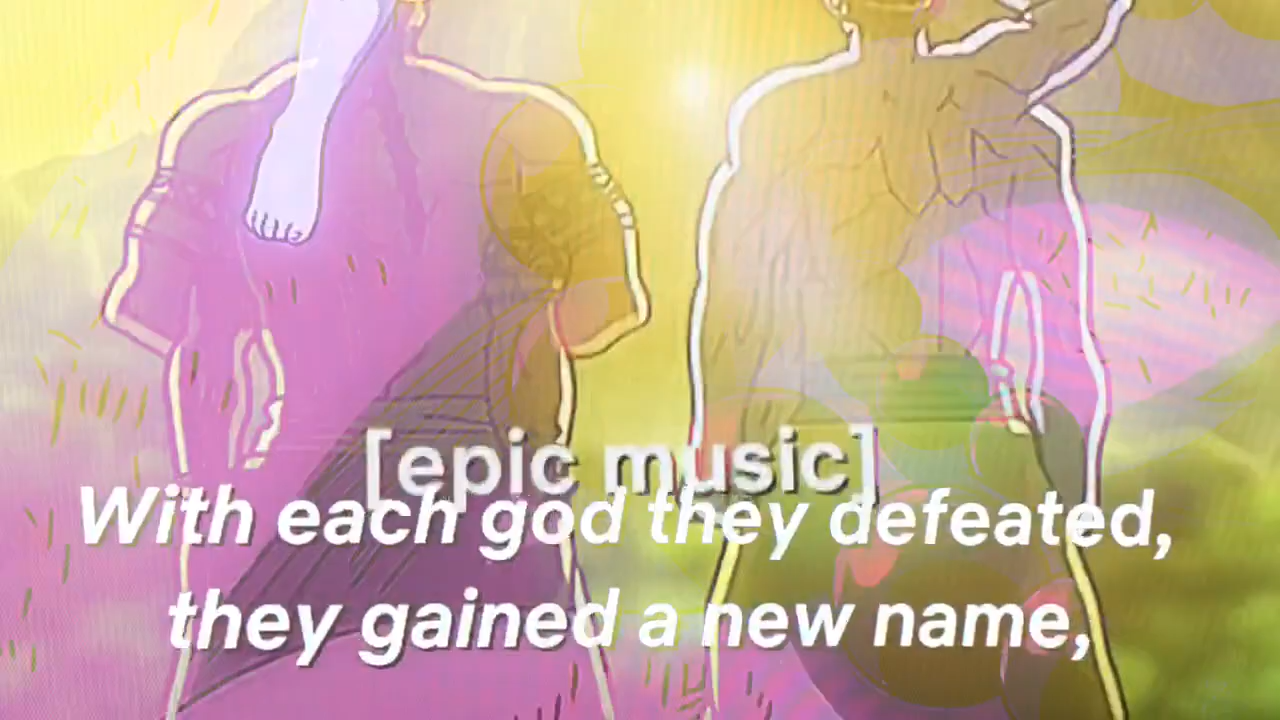 [epic music]
With each god they defeated,
they gained a new name,